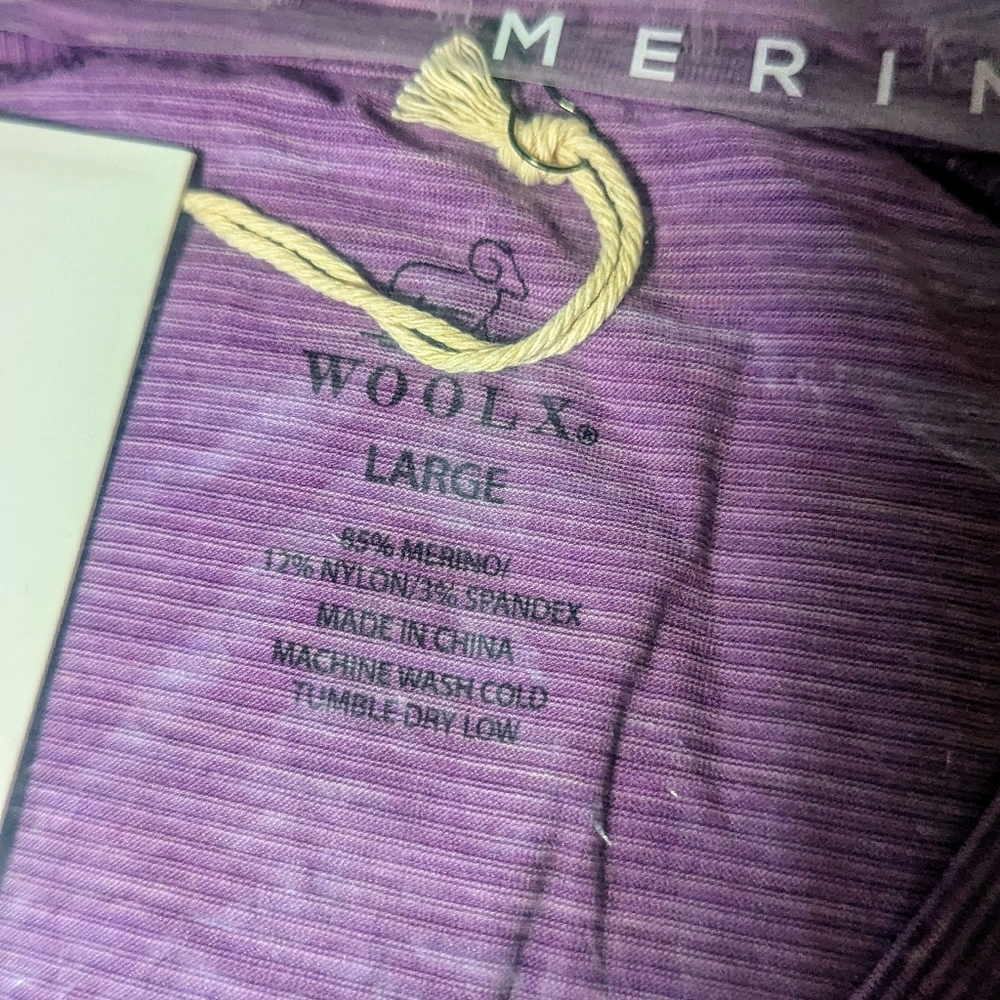 MERIN
WOOLX®
LARGE
85% MERINO/
12% NYLON/3% SPANDEX
MADE IN CHINA
MACHINE WASH COLD
TUMBLE DRY LOW